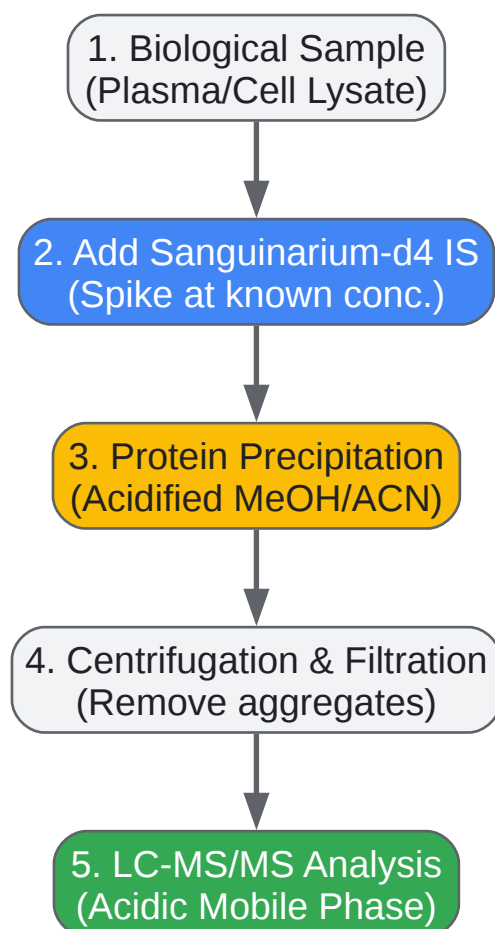 1. Biological Sample
(Plasma/Cell Lysate)
2. Add Sanguinarium-d4 IS
(Spike at known conc.)
3. Protein Precipitation
(Acidified MeOH/ACN)
4. Centrifugation & Filtration
(Remove aggregates)
5. LC-MS/MS Analysis
(Acidic Mobile Phase)